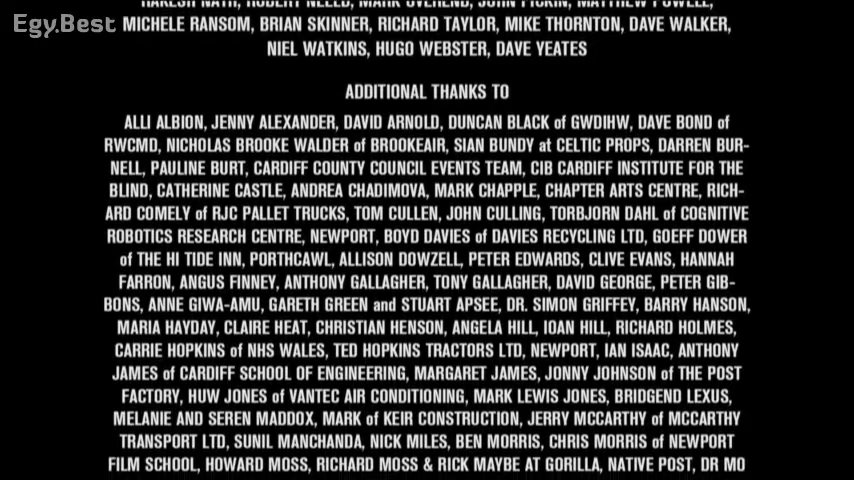 Egy.Best
RAKESH NATH, ROBERT NELLD, MARK OVEREND, JOHN PICKIN, MATTHEW POWELL,
MICHELE RANSOM, BRIAN SKINNER, RICHARD TAYLOR, MIKE THORNTON, DAVE WALKER,
NIEL WATKINS, HUGO WEBSTER, DAVE YEATES
ADDITIONAL THANKS TO
ALLI ALBION, JENNY ALEXANDER, DAVID ARNOLD, DUNCAN BLACK of GWDIHW, DAVE BOND of
RWCMD, NICHOLAS BROOKE WALDER of BROOKEAIR, SIAN BUNDY at CELTIC PROPS, DARREN BUR-
NELL, PAULINE BURT, CARDIFF COUNTY COUNCIL EVENTS TEAM, CIB CARDIFF INSTITUTE FOR THE
BLIND, CATHERINE CASTLE, ANDREA CHADIMOVA, MARK CHAPPLE, CHAPTER ARTS CENTRE, RICH-
ARD COMELY of RJC PALLET TRUCKS, TOM CULLEN, JOHN CULLING, TORBJORN DAHL of COGNITIVE
ROBOTICS RESEARCH CENTRE, NEWPORT, BOYD DAVIES of DAVIES RECYCLING LTD, GOEFF DOWER
of THE HI TIDE INN, PORTHCAWL, ALLISON DOWZELL, PETER EDWARDS, CLIVE EVANS, HANNAH
FARRON, ANGUS FINNEY, ANTHONY GALLAGHER, TONY GALLAGHER, DAVID GEORGE, PETER GIB-
BONS, ANNE GIWA-AMU, GARETH GREEN and STUART APSEE, DR. SIMON GRIFFEY, BARRY HANSON,
MARIA HAYDAY, CLAIRE HEAT, CHRISTIAN HENSON, ANGELA HILL, IOAN HILL, RICHARD HOLMES,
CARRIE HOPKINS of NHS WALES, TED HOPKINS TRACTORS LTD, NEWPORT, IAN ISAAC, ANTHONY
JAMES of CARDIFF SCHOOL OF ENGINEERING, MARGARET JAMES, JONNY JOHNSON of THE POST
FACTORY, HUW JONES of VANTEC AIR CONDITIONING, MARK LEWIS JONES, BRIDGEND LEXUS,
MELANIE AND SEREN MADDOX, MARK of KEIR CONSTRUCTION, JERRY MCCARTHY of MCCARTHY
TRANSPORT LTD, SUNIL MANCHANDA, NICK MILES, BEN MORRIS, CHRIS MORRIS of NEWPORT
FILM SCHOOL, HOWARD MOSS, RICHARD MOSS & RICK MAYBE AT GORILLA, NATIVE POST, DR MO